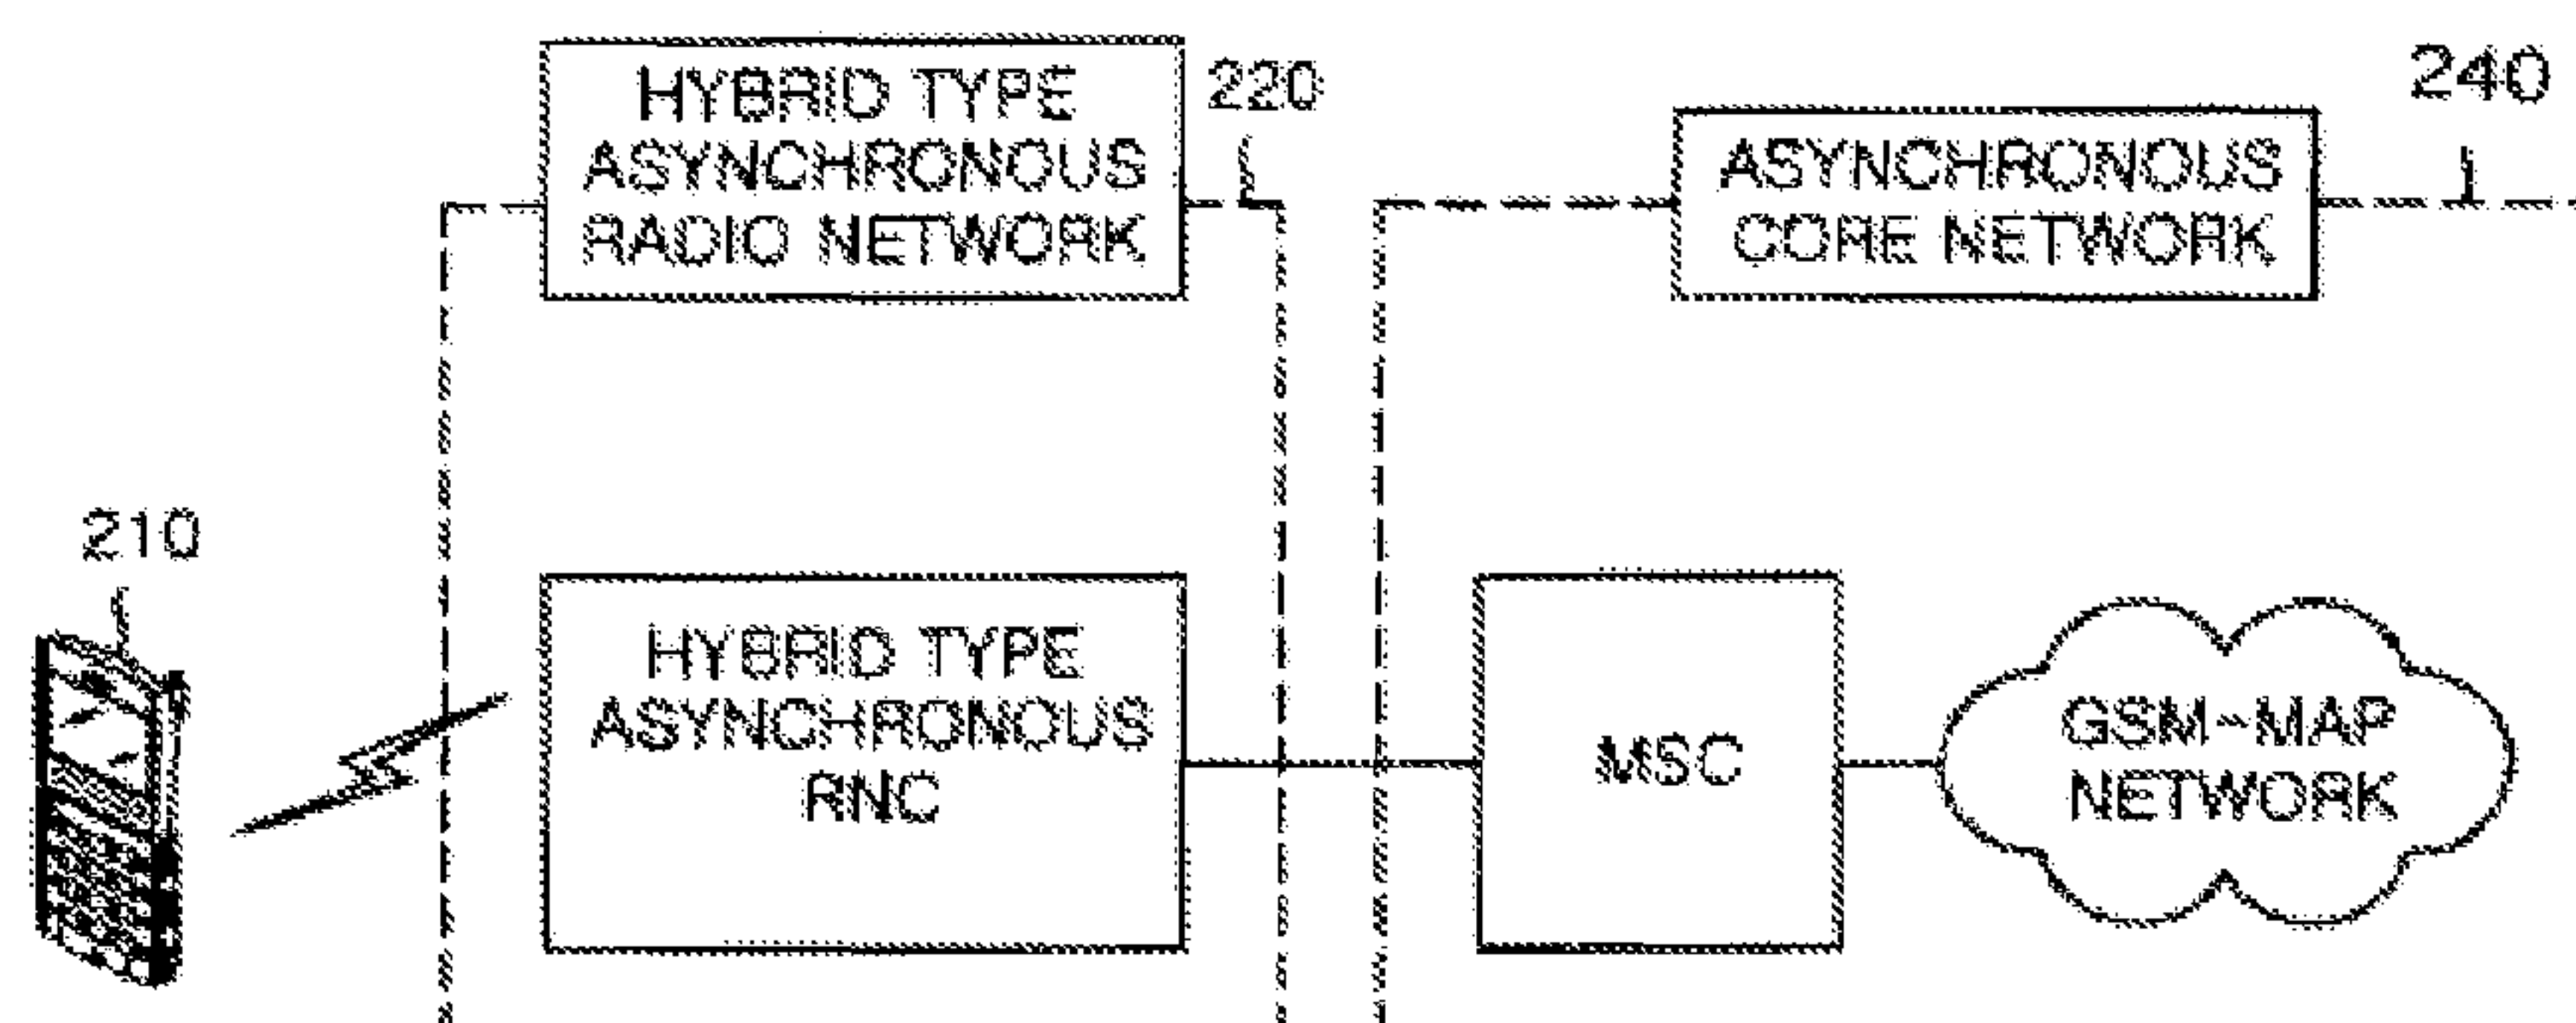 HYBRID TYPE
ASYNCHRONOUS
RADIO NETWORK
220
ASYNCHRONOUS
CORE NETWORK
240
210
HYBRID TYPE
ASYNCHRONOUS
RNC
MSC
GSM-MAP
NETWORK